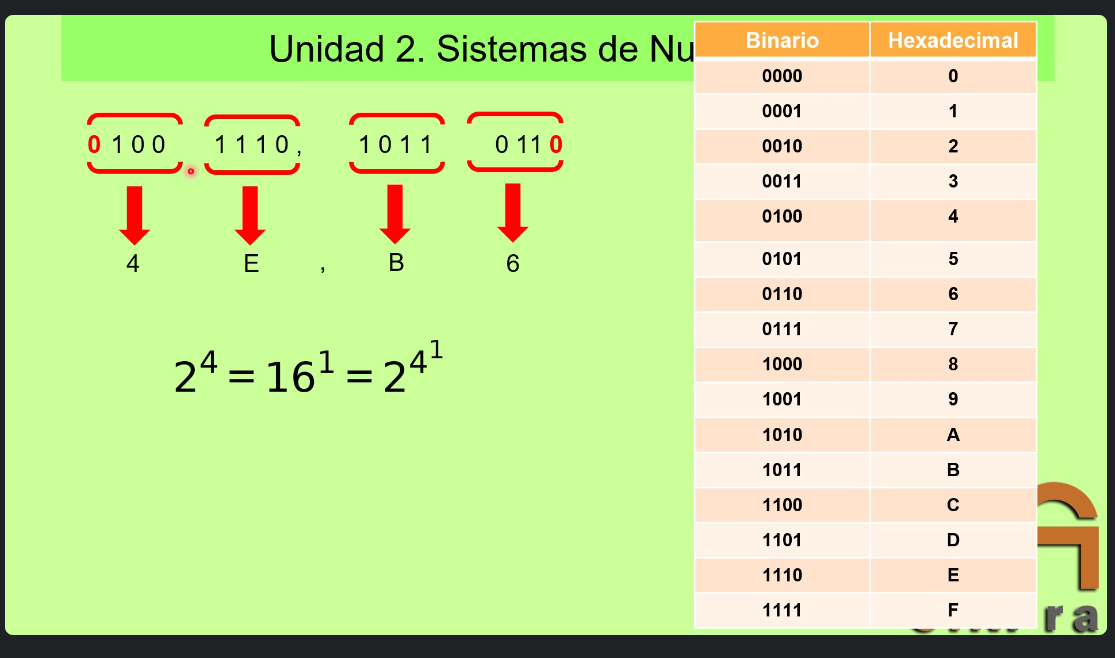 Unidad 2. Sistemas de Nu
0 1 0 0 1 1 1 0 , 1 0 1 1 0 1 1 0
4 E , B 6
2^4 = 16^1 = 2^4^1
Binario Hexadecimal
0000 0
0001 1
0010 2
0011 3
0100 4
0101 5
0110 6
0111 7
1000 8
1001 9
1010 A
1011 B
1100 C
1101 D
1110 E
1111 F